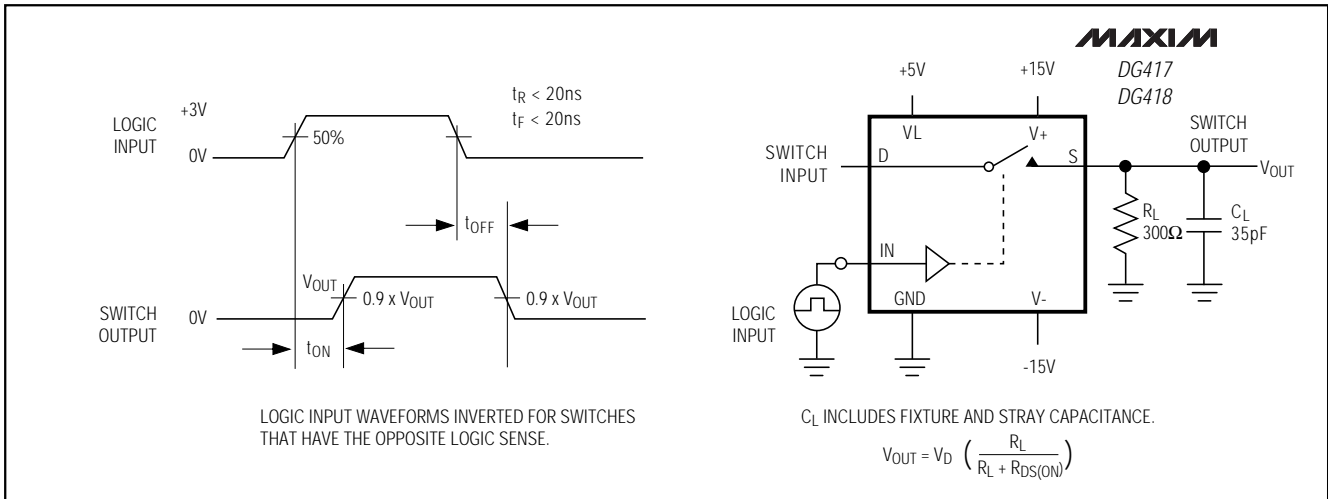 +3V
LOGIC
INPUT
0V
50%
tR < 20ns
tF < 20ns
tOFF
VOUT
0.9 x VOUT
0.9 x VOUT
SWITCH
OUTPUT
0V
tON
LOGIC INPUT WAVEFORMS INVERTED FOR SWITCHES
THAT HAVE THE OPPOSITE LOGIC SENSE.
MAXIM
DG417
DG418
+5V
+15V
VL
V+
SWITCH
INPUT
D
S
SWITCH
OUTPUT
VOUT
RL
300Ω
CL
35pF
IN
LOGIC
INPUT
GND
V-
-15V
CL INCLUDES FIXTURE AND STRAY CAPACITANCE.
VOUT = VD ( RL / RL + RDS(ON) )